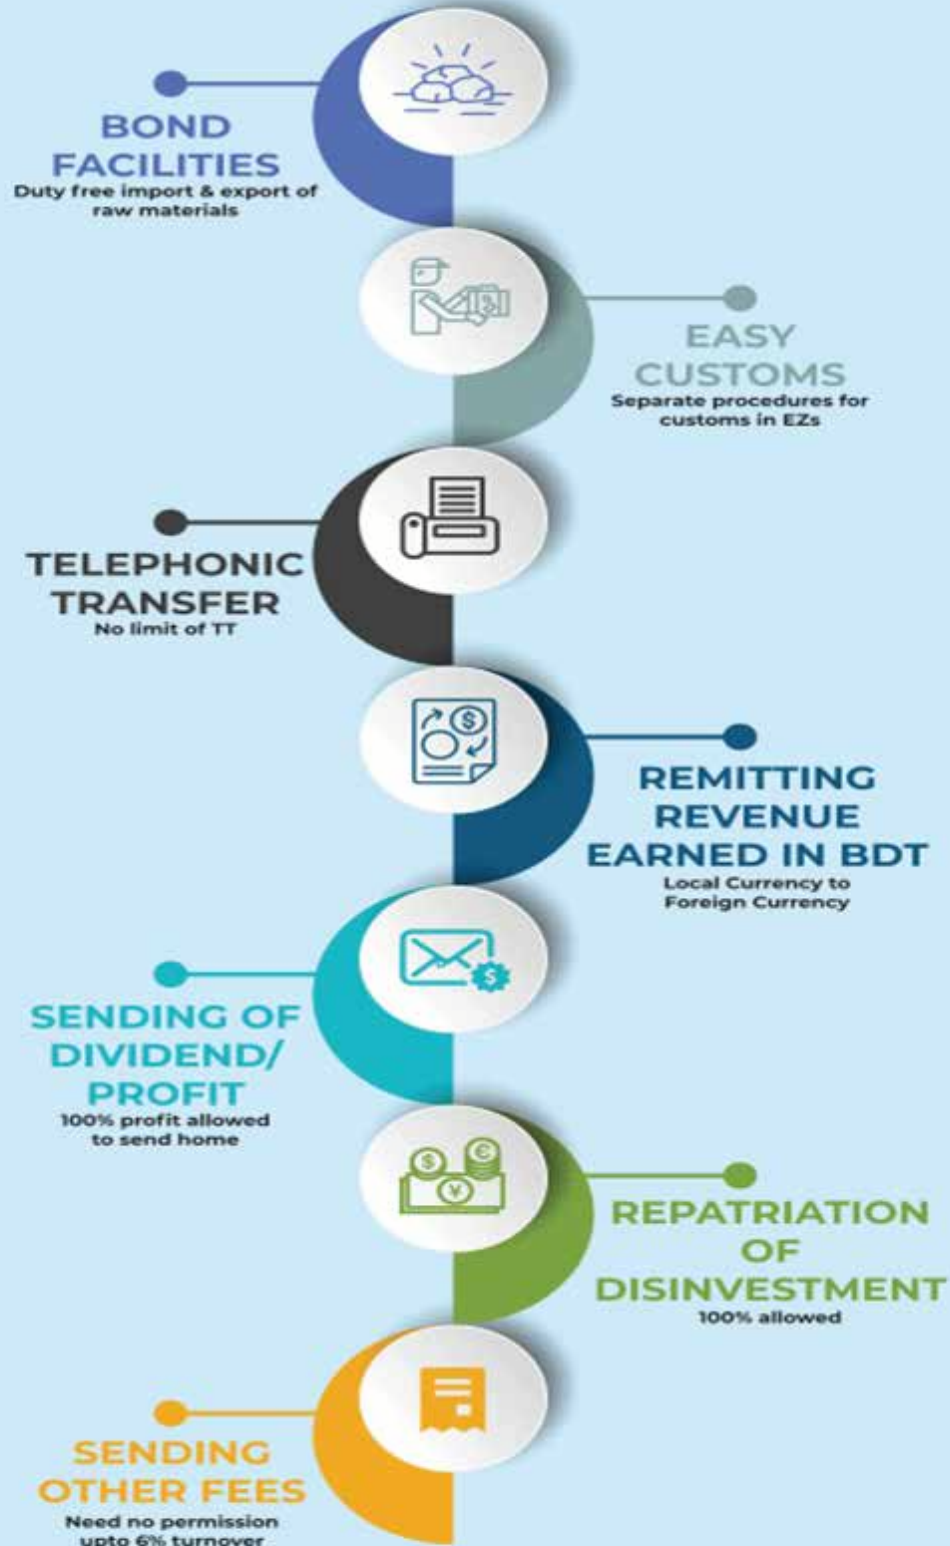 BOND
FACILITIES
Duty free import & export of
raw materials
EASY
CUSTOMS
Separate procedures for
customs in EZs
TELEPHONIC
TRANSFER
No limit of TT
REMITTING
REVENUE
EARNED IN BDT
Local Currency to
Foreign Currency
SENDING OF
DIVIDEND/
PROFIT
100% profit allowed
to send home
REPATRIATION
OF
DISINVESTMENT
100% allowed
SENDING
OTHER FEES
Need no permission
upto 6% turnover